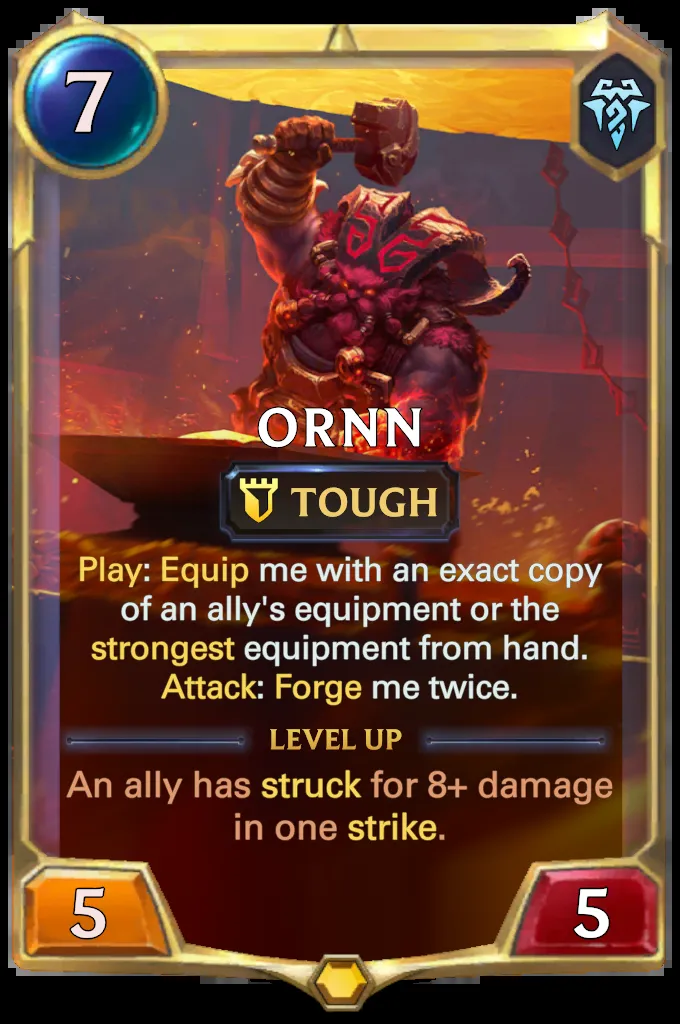 7
ORNN
TOUGH
Play: Equip me with an exact copy
of an ally's equipment or the
strongest equipment from hand.
Attack: Forge me twice.
LEVEL UP
An ally has struck for 8+ damage
in one strike.
5
5